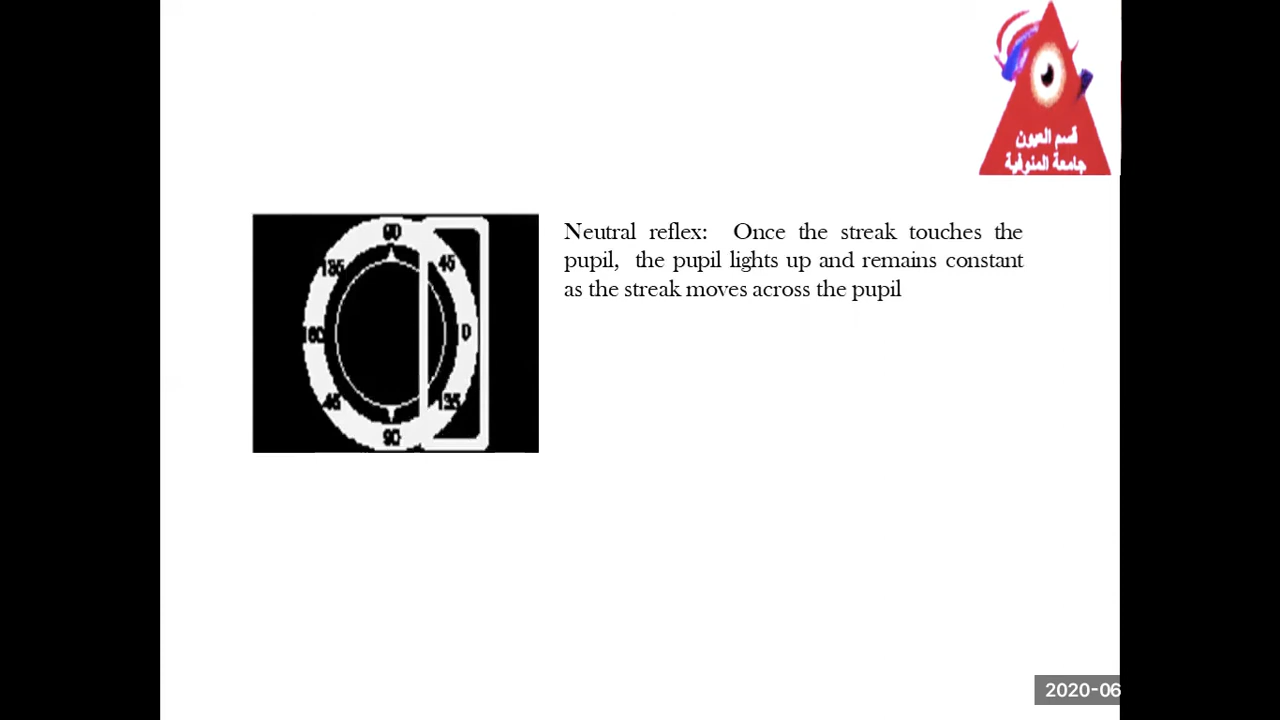 قسم العيون
جامعة المنوفية
90
135
45
180
0
45
135
90
Neutral reflex: Once the streak touches the
pupil, the pupil lights up and remains constant
as the streak moves across the pupil
2020-06